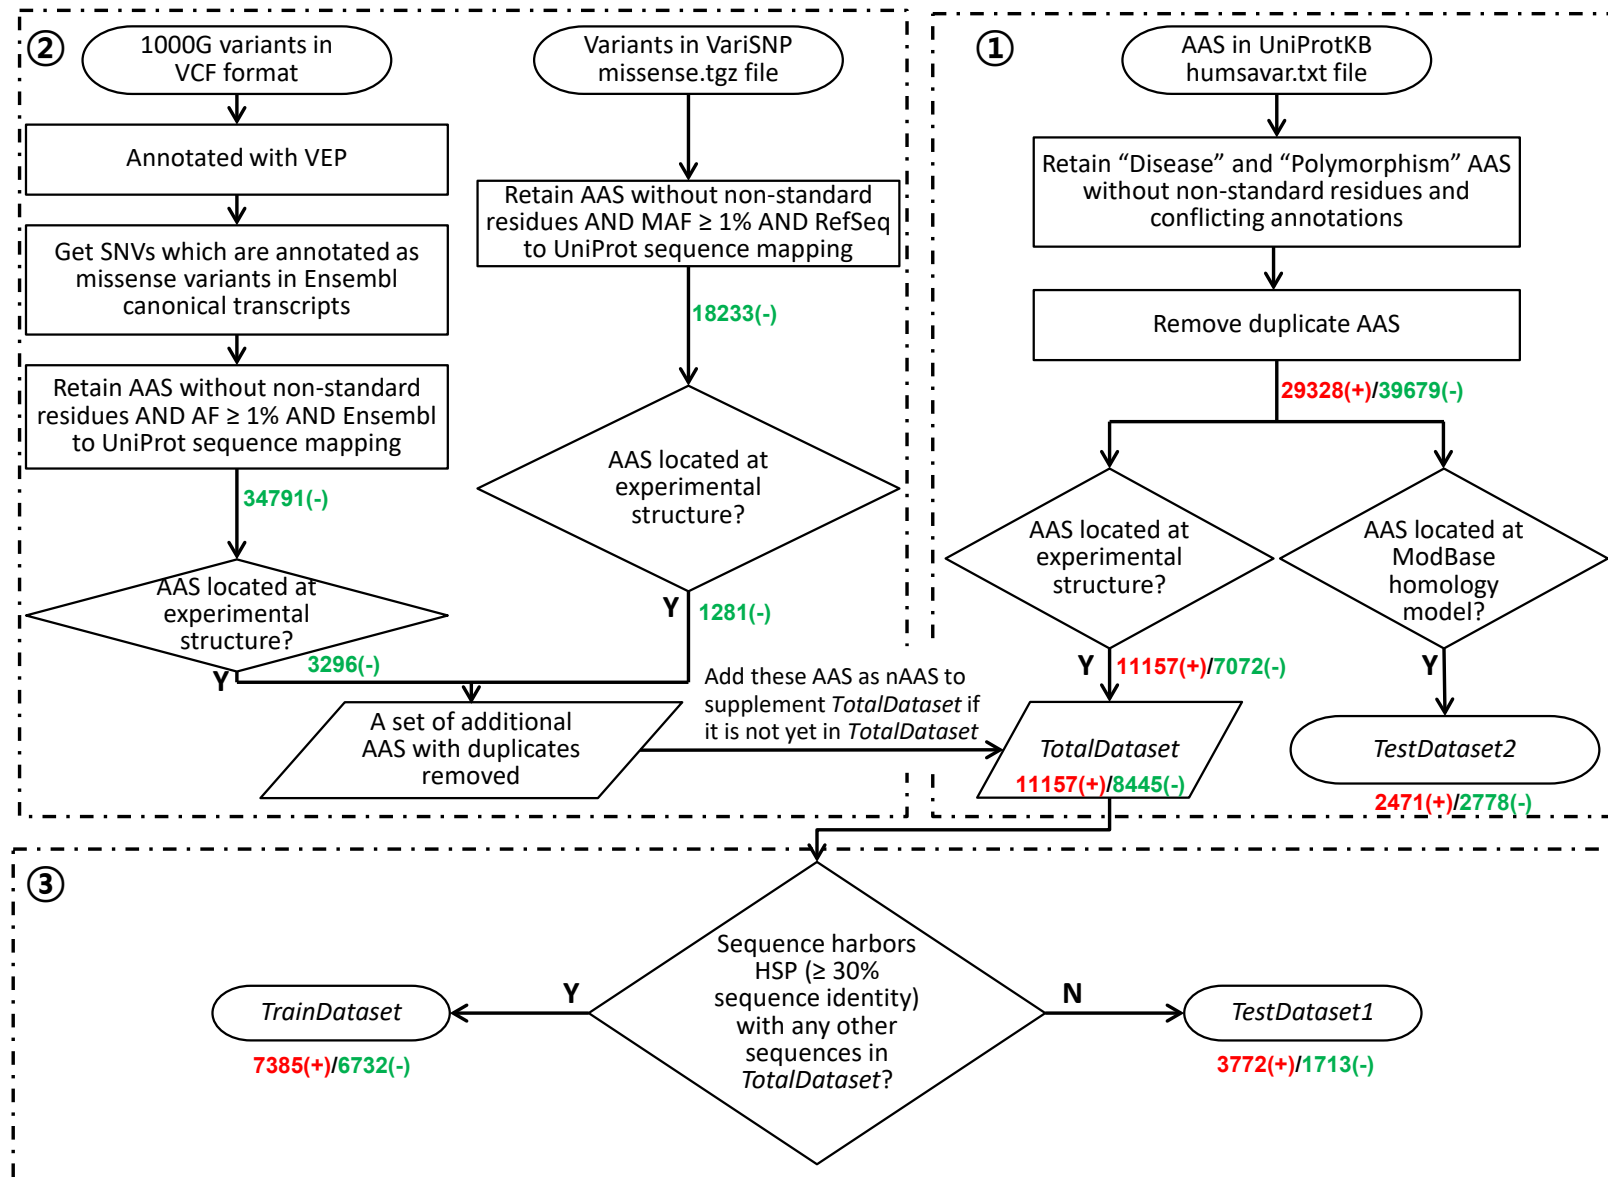 ②
1000G variants in
VCF format
Annotated with VEP
Get SNVs which are annotated as
missense variants in Ensembl
canonical transcripts
Retain AAS without non-standard
residues AND AF ≥ 1% AND Ensembl
to UniProt sequence mapping
34791(-)
AAS located at
experimental
structure?
3296(-)
Y
Variants in VariSNP
missense.tgz file
Retain AAS without non-standard
residues AND MAF ≥ 1% AND RefSeq
to UniProt sequence mapping
18233(-)
AAS located at
experimental
structure?
Y
1281(-)
A set of additional
AAS with duplicates
removed
Add these AAS as nAAS to
supplement TotalDataset if
it is not yet in TotalDataset
①
AAS in UniProtKB
humsavar.txt file
Retain “Disease” and “Polymorphism” AAS
without non-standard residues and
conflicting annotations
Remove duplicate AAS
29328(+)/39679(-)
AAS located at
experimental
structure?
Y
11157(+)/7072(-)
TotalDataset
11157(+)/8445(-)
AAS located at
ModBase
homology
model?
Y
TestDataset2
2471(+)/2778(-)
③
Sequence harbors
HSP (≥ 30%
sequence identity)
with any other
sequences in
TotalDataset?
Y
TrainDataset
7385(+)/6732(-)
N
TestDataset1
3772(+)/1713(-)